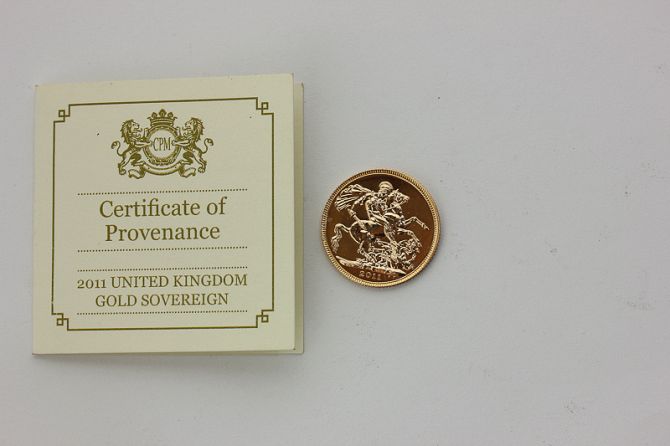 CPM
Certificate of
Provenance
2011 UNITED KINGDOM
GOLD SOVEREIGN
2011